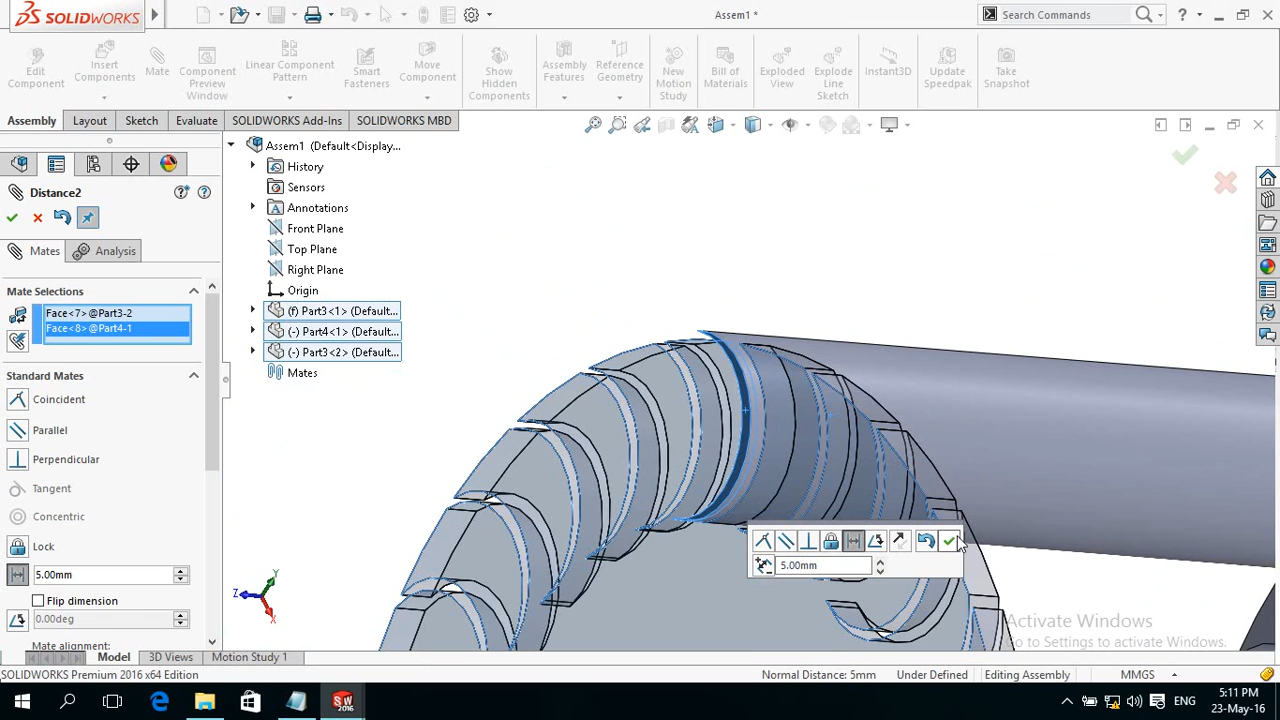 SOLIDWORKS
Assem1 *
Search Commands
Edit Component
Insert Components
Mate
Component Preview Window
Linear Component Pattern
Smart Fasteners
Move Component
Show Hidden Components
Assembly Features
Reference Geometry
New Motion Study
Bill of Materials
Exploded View
Explode Line Sketch
Instant3D
Update Speedpak
Take Snapshot
Assembly
Layout
Sketch
Evaluate
SOLIDWORKS Add-Ins
SOLIDWORKS MBD
Distance2
Mates
Analysis
Mate Selections
Face<7> @Part3-2
Face<8> @Part4-1
Standard Mates
Coincident
Parallel
Perpendicular
Tangent
Concentric
Lock
5.00mm
Flip dimension
0.00deg
Mate alignment:
Assem1 (Default<Display...
History
Sensors
Annotations
Front Plane
Top Plane
Right Plane
Origin
(f) Part3<1> (Default...
(-) Part4<1> (Default...
(-) Part3<2> (Default...
Mates
5.00mm
Y
Z
X
Activate Windows
Go to Settings to activate Windows.
Model
3D Views
Motion Study 1
SOLIDWORKS Premium 2016 x64 Edition
Normal Distance: 5mm
Under Defined
Editing Assembly
MMGS
SW
2016
ENG
5:11 PM
23-May-16